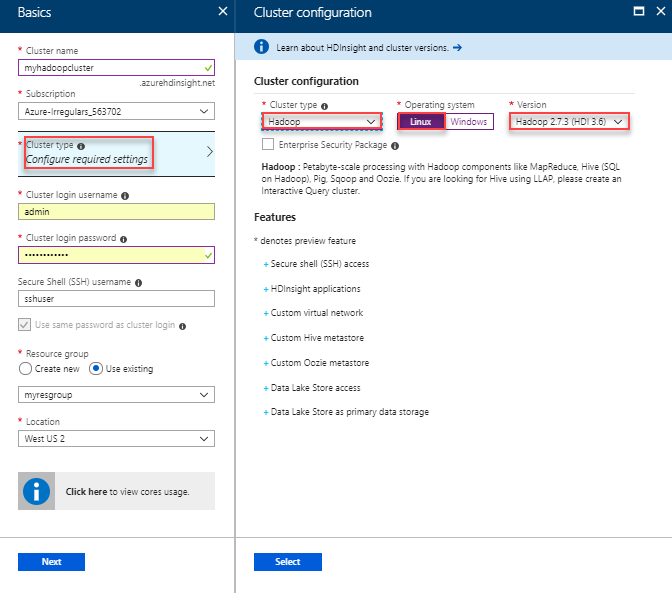 Basics
* Cluster name
myhadoopcluster
.azurehdinsight.net
* Subscription
Azure-Irregulars_563702
* Cluster type
Configure required settings
* Cluster login username
admin
* Cluster login password
••••••••••••
Secure Shell (SSH) username
sshuser
Use same password as cluster login
* Resource group
Create new
Use existing
myresgroup
* Location
West US 2
Click here to view cores usage.
Next
Cluster configuration
Learn about HDInsight and cluster versions. →
Cluster configuration
* Cluster type
* Operating system
* Version
Hadoop
Linux
Windows
Hadoop 2.7.3 (HDI 3.6)
Enterprise Security Package
Hadoop : Petabyte-scale processing with Hadoop components like MapReduce, Hive (SQL
on Hadoop), Pig, Sqoop and Oozie. If you are looking for Hive using LLAP, please create an
Interactive Query cluster.
Features
* denotes preview feature
+ Secure shell (SSH) access
+ HDInsight applications
+ Custom virtual network
+ Custom Hive metastore
+ Custom Oozie metastore
+ Data Lake Store access
+ Data Lake Store as primary data storage
Select